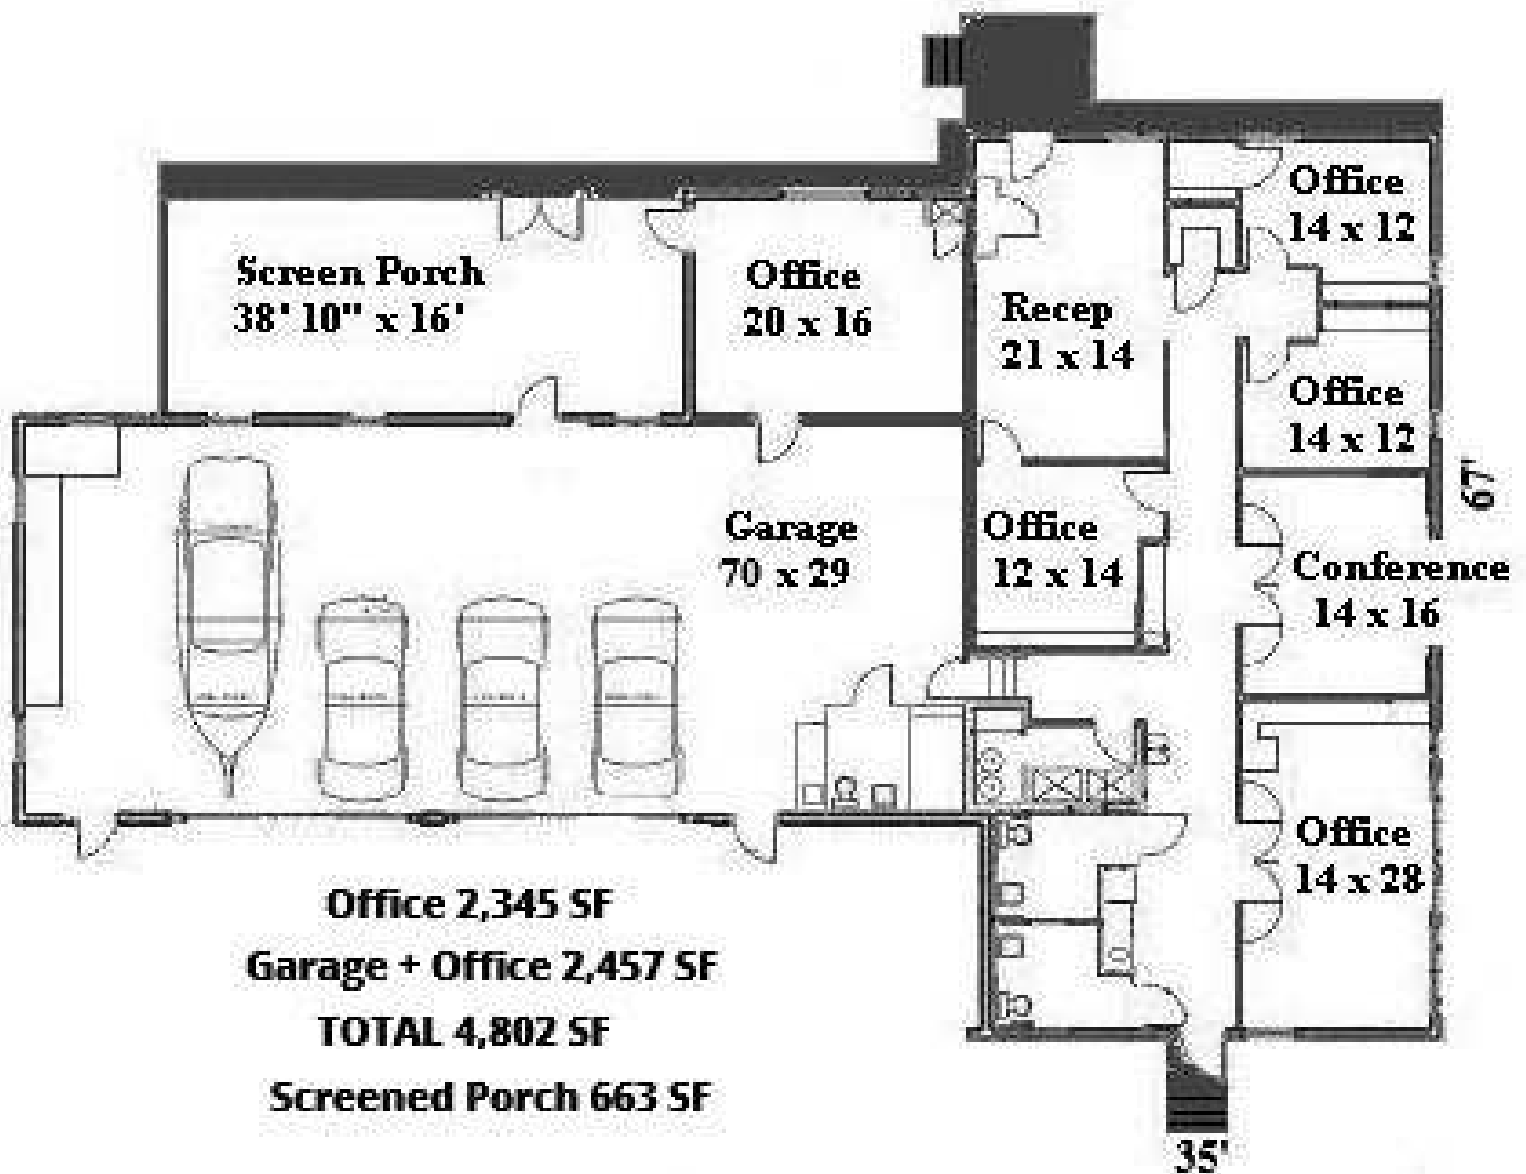 Office
14 x 12
Screen Porch
38' 10" x 16'
Office
20 x 16
Recep
21 x 14
Office
14 x 12
67'
Garage
70 x 29
Office
12 x 14
Conference
14 x 16
Office
14 x 28
Office 2,345 SF
Garage + Office 2,457 SF
TOTAL 4,802 SF
Screened Porch 663 SF
35'